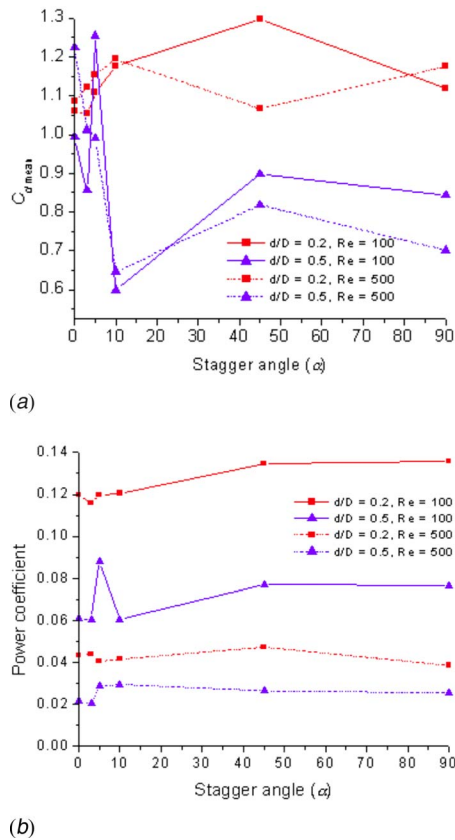 1.3
1.2
1.1
1.0
0.9
0.8
0.7
0.6
C d mean
d/D = 0.2, Re = 100
d/D = 0.5, Re = 100
d/D = 0.2, Re = 500
d/D = 0.5, Re = 500
0 10 20 30 40 50 60 70 80 90
Stagger angle (α)
(a)
0.14
0.12
0.10
0.08
0.06
0.04
0.02
0.00
Power coefficient
d/D = 0.2, Re = 100
d/D = 0.5, Re = 100
d/D = 0.2, Re = 500
d/D = 0.5, Re = 500
0 10 20 30 40 50 60 70 80 90
Stagger angle (α)
(b)